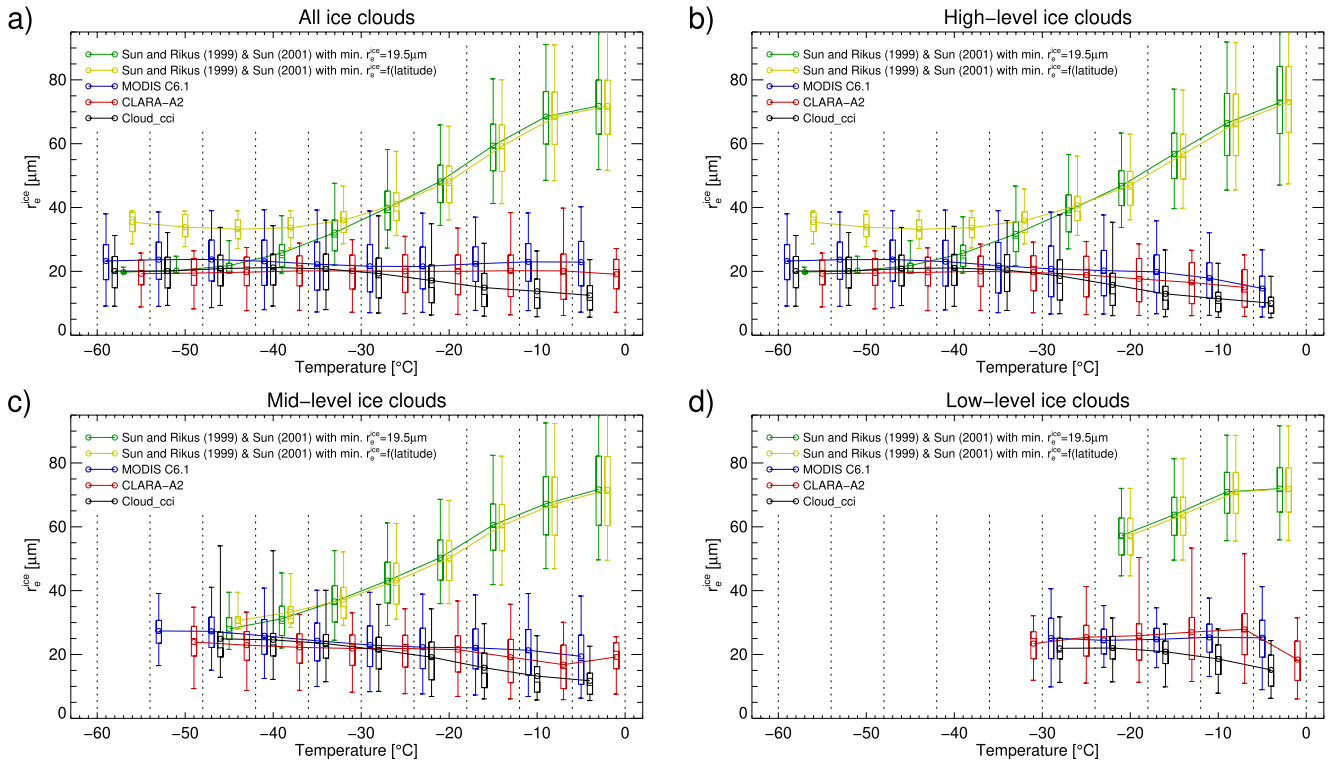 a)
All ice clouds
Sun and Rikus (1999) & Sun (2001) with min. r_e^ice=19.5µm
Sun and Rikus (1999) & Sun (2001) with min. r_e^ice=f(latitude)
MODIS C6.1
CLARA−A2
Cloud_cci
80
60
40
20
0
r_e^ice [µm]
−60 −50 −40 −30 −20 −10 0
Temperature [°C]
b)
High−level ice clouds
Sun and Rikus (1999) & Sun (2001) with min. r_e^ice=19.5µm
Sun and Rikus (1999) & Sun (2001) with min. r_e^ice=f(latitude)
MODIS C6.1
CLARA−A2
Cloud_cci
80
60
40
20
0
r_e^ice [µm]
−60 −50 −40 −30 −20 −10 0
Temperature [°C]
c)
Mid−level ice clouds
Sun and Rikus (1999) & Sun (2001) with min. r_e^ice=19.5µm
Sun and Rikus (1999) & Sun (2001) with min. r_e^ice=f(latitude)
MODIS C6.1
CLARA−A2
Cloud_cci
80
60
40
20
0
r_e^ice [µm]
−60 −50 −40 −30 −20 −10 0
Temperature [°C]
d)
Low−level ice clouds
Sun and Rikus (1999) & Sun (2001) with min. r_e^ice=19.5µm
Sun and Rikus (1999) & Sun (2001) with min. r_e^ice=f(latitude)
MODIS C6.1
CLARA−A2
Cloud_cci
80
60
40
20
0
r_e^ice [µm]
−60 −50 −40 −30 −20 −10 0
Temperature [°C]